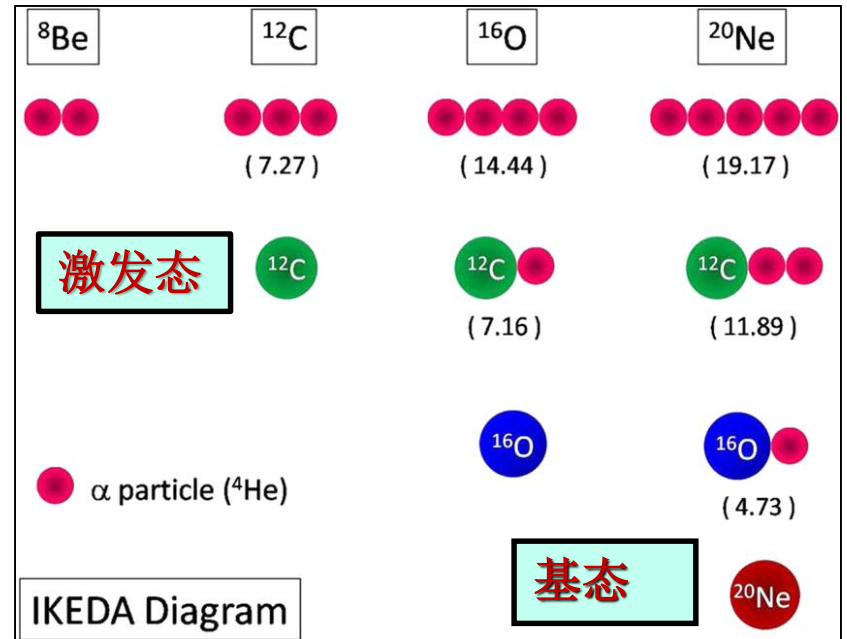 ⁸Be ¹²C ¹⁶O ²⁰Ne
( 7.27 ) ( 14.44 ) ( 19.17 )
激发态 ¹²C ¹²C ¹²C
( 7.16 ) ( 11.89 )
¹⁶O ¹⁶O
α particle (⁴He)
( 4.73 )
基态 ²⁰Ne
IKEDA Diagram